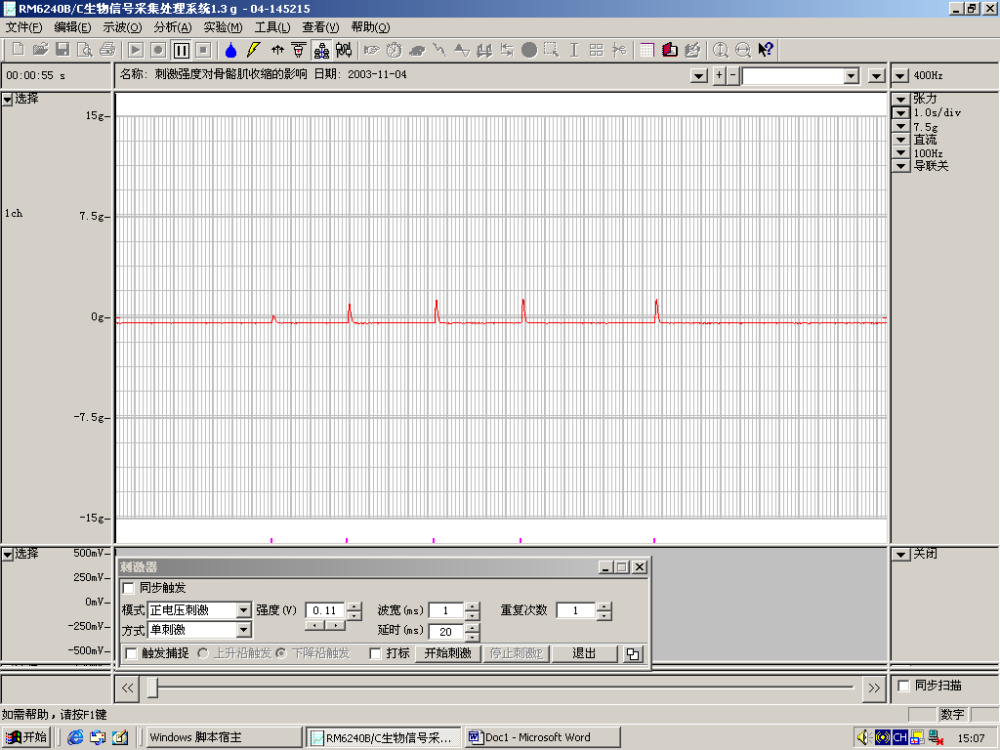 RM6240B/C生物信号采集处理系统1.3 g - 04-145215
文件(F) 编辑(E) 示波(O) 分析(A) 实验(M) 工具(L) 查看(V) 帮助(Q)
00:00:55 s 名称: 刺激强度对骨骼肌收缩的影响 日期: 2003-11-04 + - 400Hz
选择 张力
15g 1.0s/div
7.5g
直流
100Hz
导联关
1ch 7.5g
0g
-7.5g
-15g
选择 500mV 关闭
250mV
0mV
-250mV
-500mV
刺激器
同步触发
模式 正电压刺激 强度(V) 0.11 波宽(ms) 1 重复次数 1
方式 单刺激 延时(ms) 20
触发捕捉 上升沿触发 下降沿触发 打标 开始刺激 停止刺激P 退出
<< >> 同步扫描
如需帮助，请按F1键 数字
开始 Windows 脚本宿主 RM6240B/C生物信号采... Doc1 - Microsoft Word CH 15:07